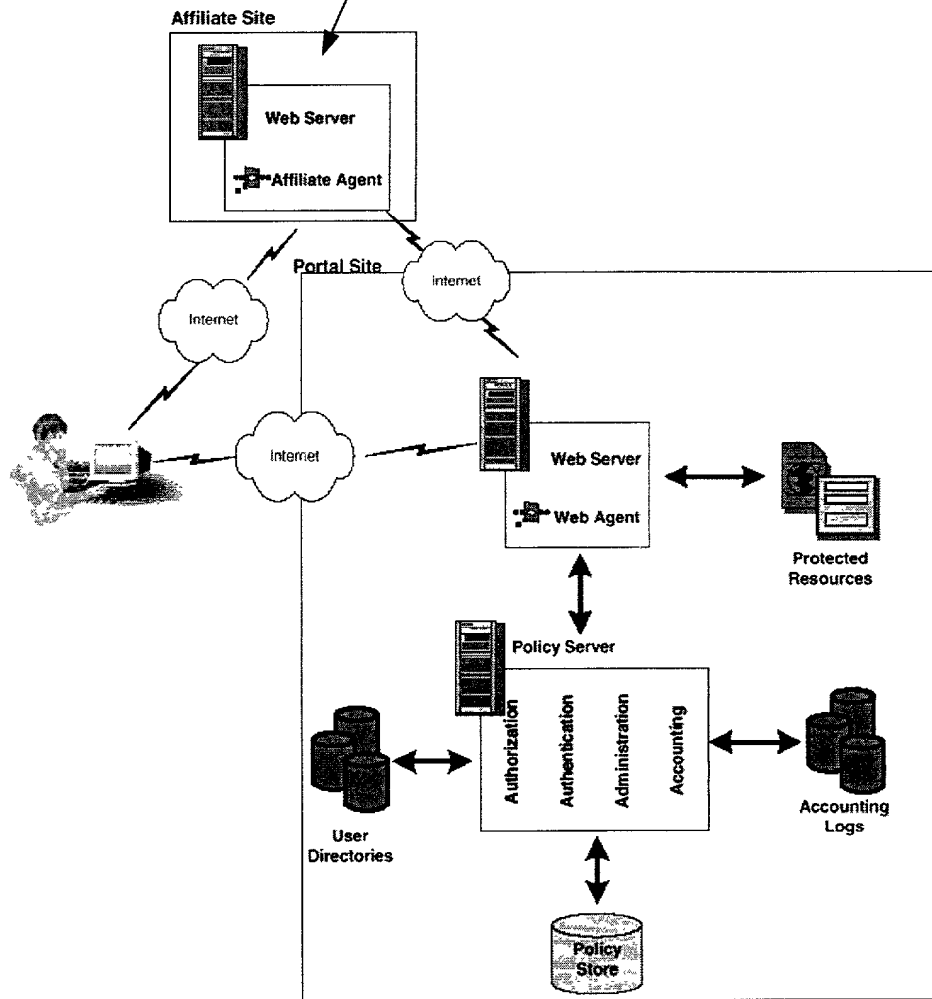 Affiliate Site
Web Server
Affiliate Agent
Portal Site
Internet
Internet
Internet
Web Server
Web Agent
Protected
Resources
Policy Server
Authorization
Authentication
Administration
Accounting
User
Directories
Accounting
Logs
Policy
Store